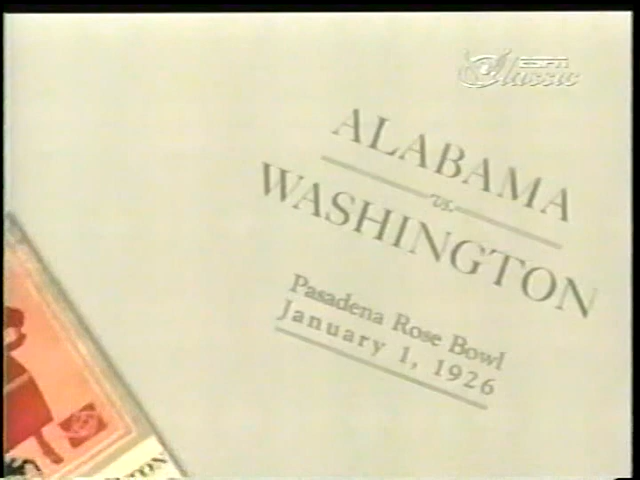 ESPN
Classic
ALABAMA
vs.
WASHINGTON
Pasadena Rose Bowl
January 1, 1926